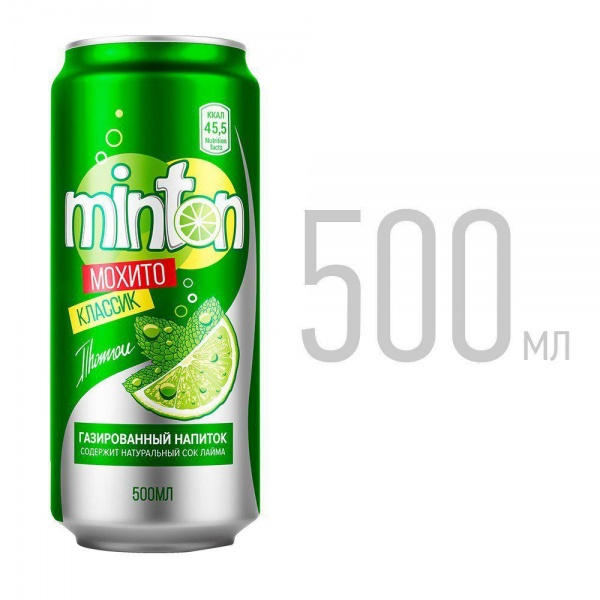 ККАЛ
45,5
Nutrition
facts
minton
МОХИТО
КЛАССИК
ГАЗИРОВАННЫЙ НАПИТОК
СОДЕРЖИТ НАТУРАЛЬНЫЙ СОК ЛАЙМА
500МЛ
500 мл